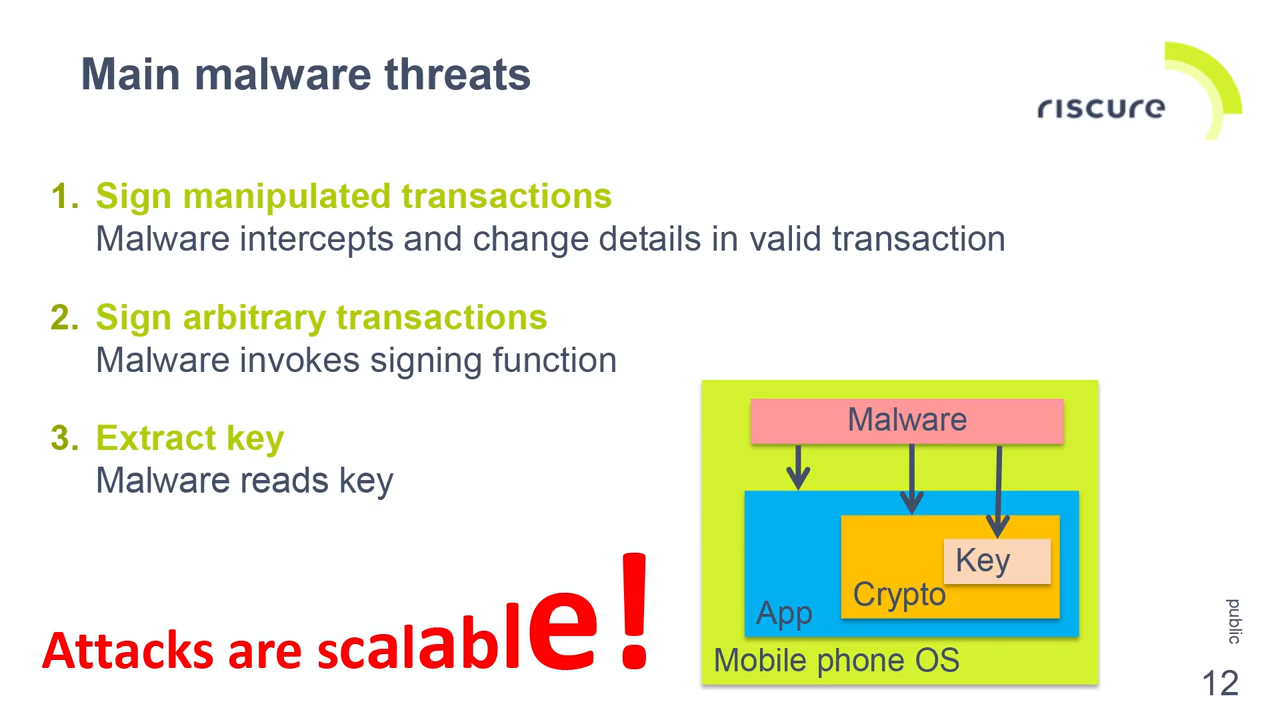 Main malware threats
riscure
1. Sign manipulated transactions
Malware intercepts and change details in valid transaction
2. Sign arbitrary transactions
Malware invokes signing function
3. Extract key
Malware reads key
Attacks are scalable!
Malware
Key
Crypto
App
Mobile phone OS
public
12